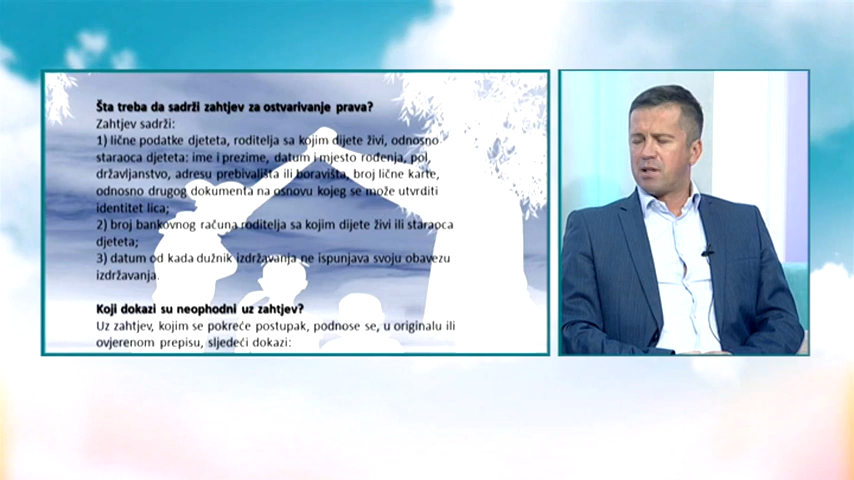 Šta treba da sadrži zahtjev za ostvarivanje prava?
Zahtjev sadrži:
1) lične podatke djeteta, roditelja sa kojim dijete živi, odnosno
staraoca djeteta: ime i prezime, datum i mjesto rođenja, pol,
državljanstvo, adresu prebivališta ili boravišta, broj lične karte,
odnosno drugog dokumenta na osnovu kojeg se može utvrditi
identitet lica;
2) broj bankovnog računa roditelja sa kojim dijete živi ili staraoca
djeteta;
3) datum od kada dužnik izdržavanja ne ispunjava svoju obavezu
izdržavanja.
Koji dokazi su neophodni uz zahtjev?
Uz zahtjev, kojim se pokreće postupak, podnose se, u originalu ili
ovjerenom prepisu, sljedeći dokazi: